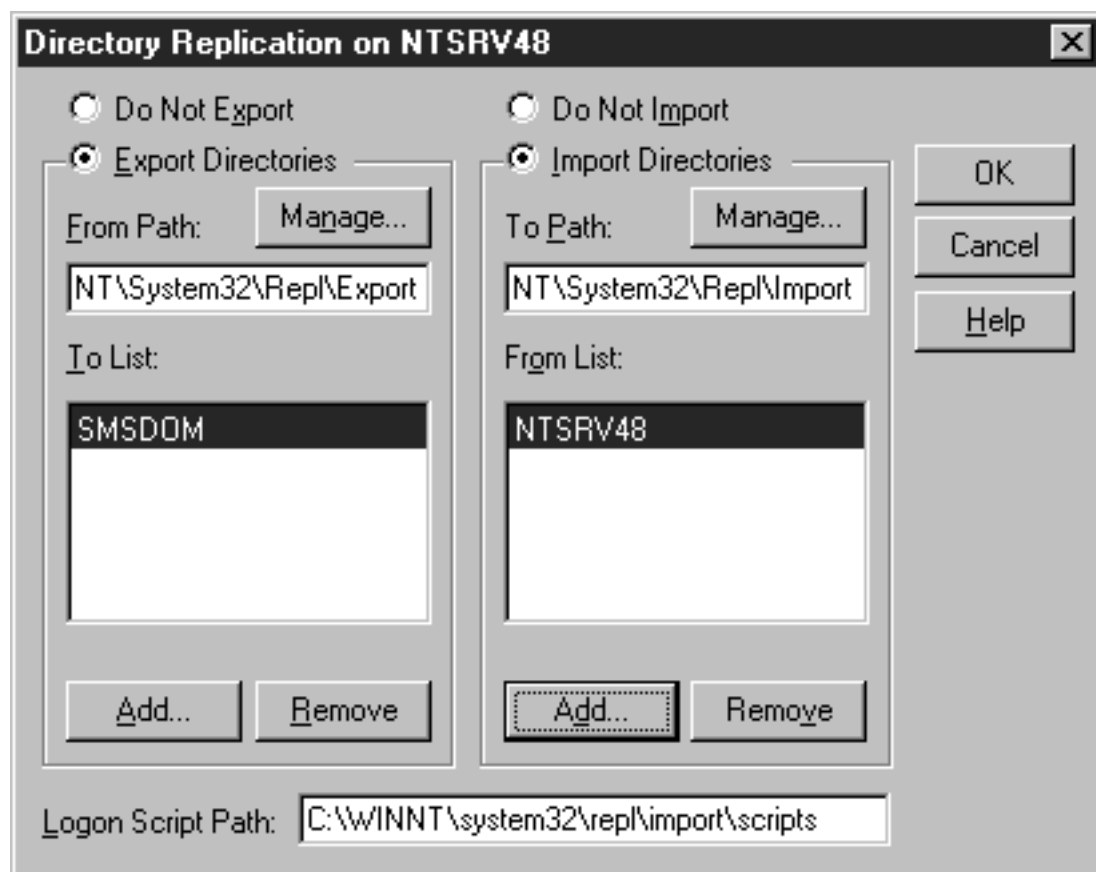 Directory Replication on NTSRV48
Do Not Export
Do Not Import
Export Directories
Import Directories
OK
From Path:
Manage...
To Path:
Manage...
Cancel
NT\System32\Repl\Export
NT\System32\Repl\Import
Help
To List:
From List:
SMSDOM
NTSRV48
Add...
Remove
Add...
Remove
Logon Script Path:
C:\WINNT\system32\repl\import\scripts